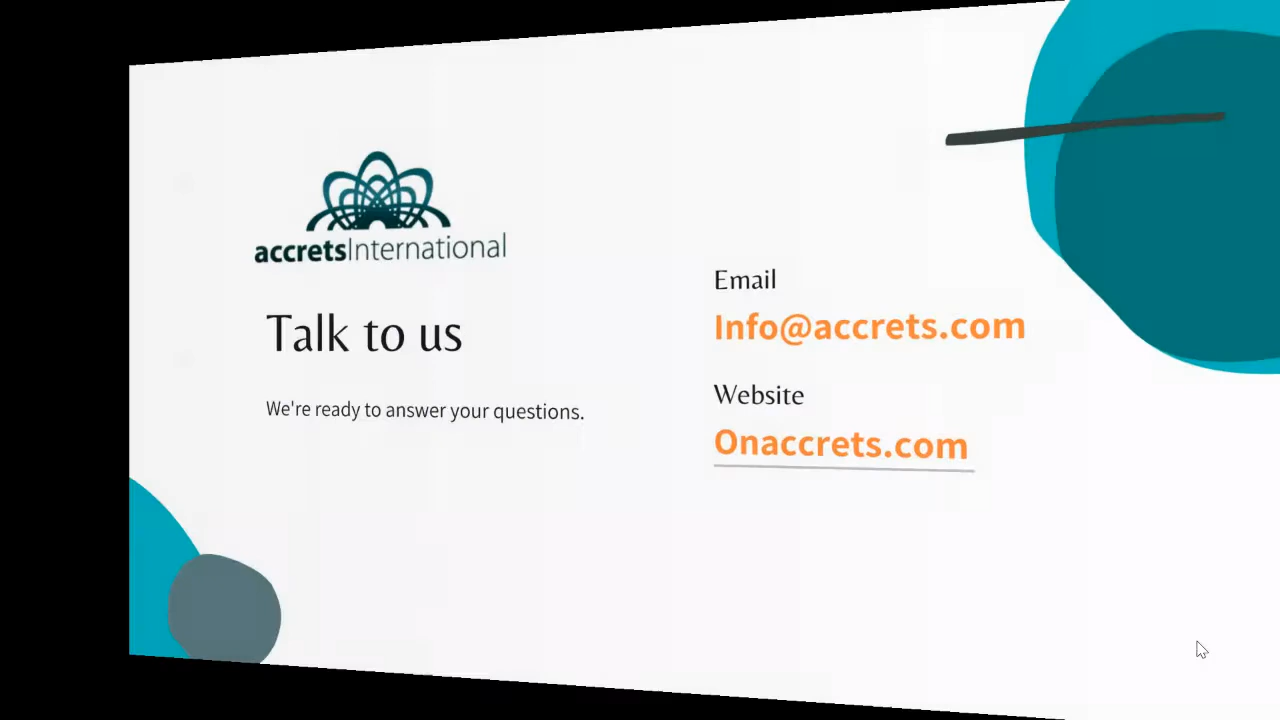 accretsInternational
Talk to us
We're ready to answer your questions.
Email
Info@accrets.com
Website
Onaccrets.com